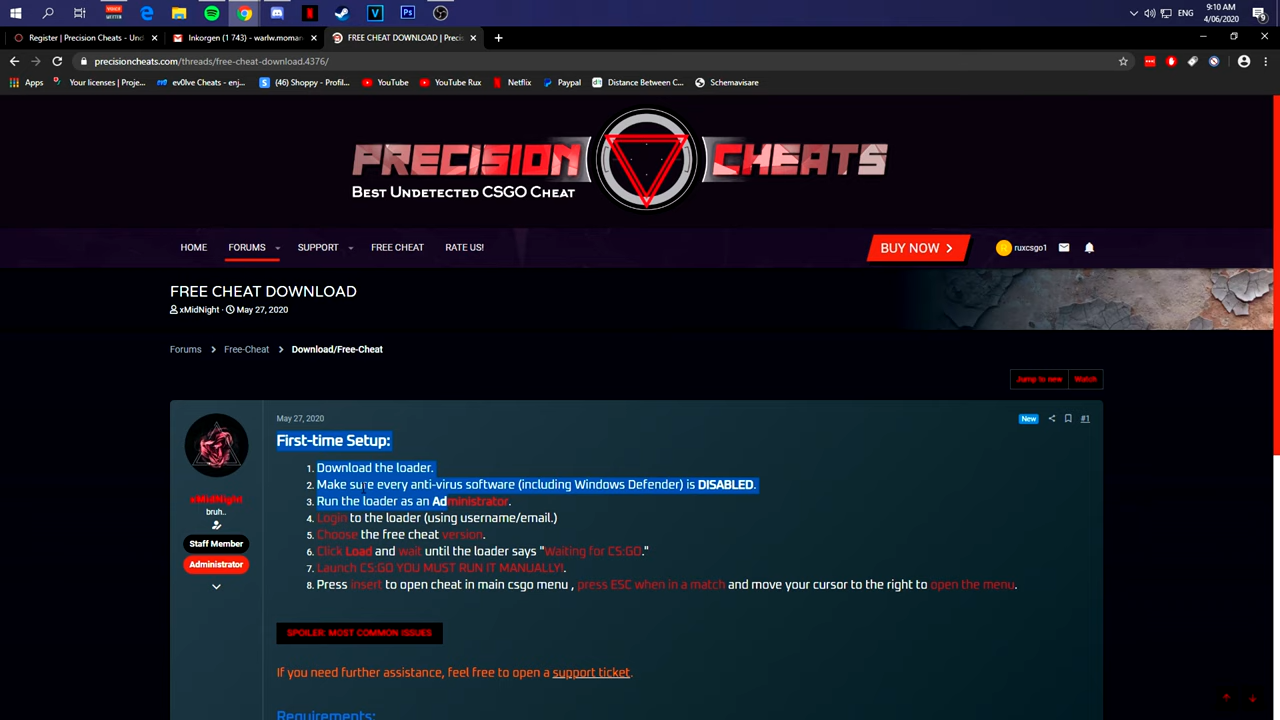 9:10 AM
ENG
4/06/2020
Register | Precision Cheats - Und
Inkorgen (1 743) - warlw.moman
FREE CHEAT DOWNLOAD | Precis
precisioncheats.com/threads/free-cheat-download.4376/
Apps
Your licenses | Proje...
ev0lve Cheats - enj...
(46) Shoppy - Profil...
YouTube
YouTube Rux
Netflix
Paypal
Distance Between C...
Schemavisare
PRECISION CHEATS
BEST UNDETECTED CSGO CHEAT
HOME
FORUMS
SUPPORT
FREE CHEAT
RATE US!
BUY NOW
R
ruxcsgo1
FREE CHEAT DOWNLOAD
xMidNight
May 27, 2020
Forums
Free-Cheat
Download/Free-Cheat
Jump to new
Watch
xMidNight
bruh..
Staff Member
Administrator
May 27, 2020
New
#1
First-time Setup:
1. Download the loader.
2. Make sure every anti-virus software (including Windows Defender) is DISABLED.
3. Run the loader as an Administrator.
4. Login to the loader (using username/email.)
5. Choose the free cheat version.
6. Click Load and wait until the loader says "Waiting for CS:GO."
7. Launch CS:GO YOU MUST RUN IT MANUALLY!.
8. Press insert to open cheat in main csgo menu , press ESC when in a match and move your cursor to the right to open the menu.
SPOILER: MOST COMMON ISSUES
If you need further assistance, feel free to open a support ticket.
Requirements: